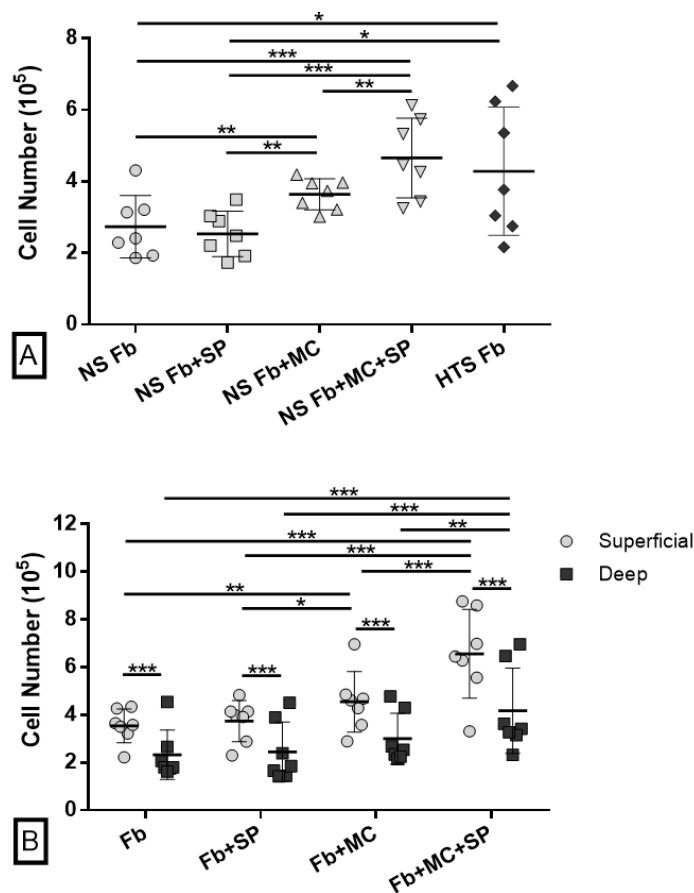 *
8
*
***
***
6
**
**
**
4
2
0
Cell Number (10⁵)
NS Fb
NS Fb+SP
NS Fb+MC
NS Fb+MC+SP
HTS Fb
A
***
12
***
**
***
10
***
***
***
8
**
*
***
6
***
***
4
2
0
Cell Number (10⁵)
Superficial
Deep
Fb
Fb+SP
Fb+MC
Fb+MC+SP
B